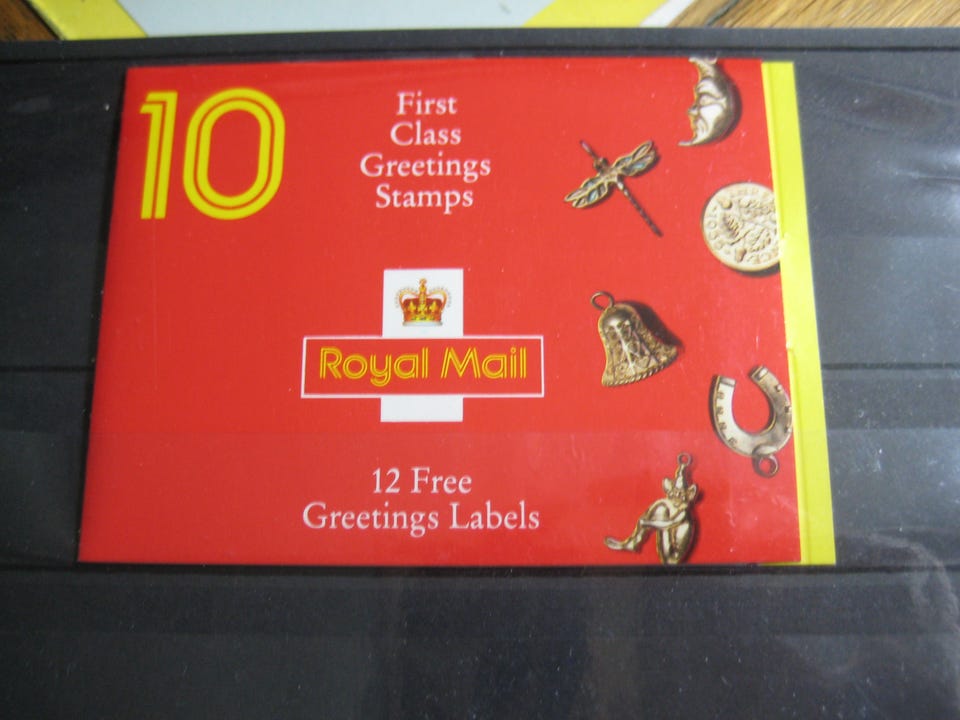 10
First
Class
Greetings
Stamps
Royal Mail
12 Free
Greetings Labels